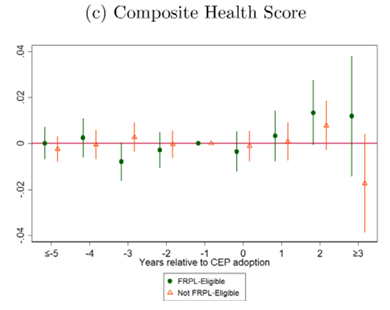 (c) Composite Health Score
.04
.02
0
-.02
-.04
≤-5 -4 -3 -2 -1 0 1 2 ≥3
Years relative to CEP adoption
FRPL-Eligible
Not FRPL-Eligible